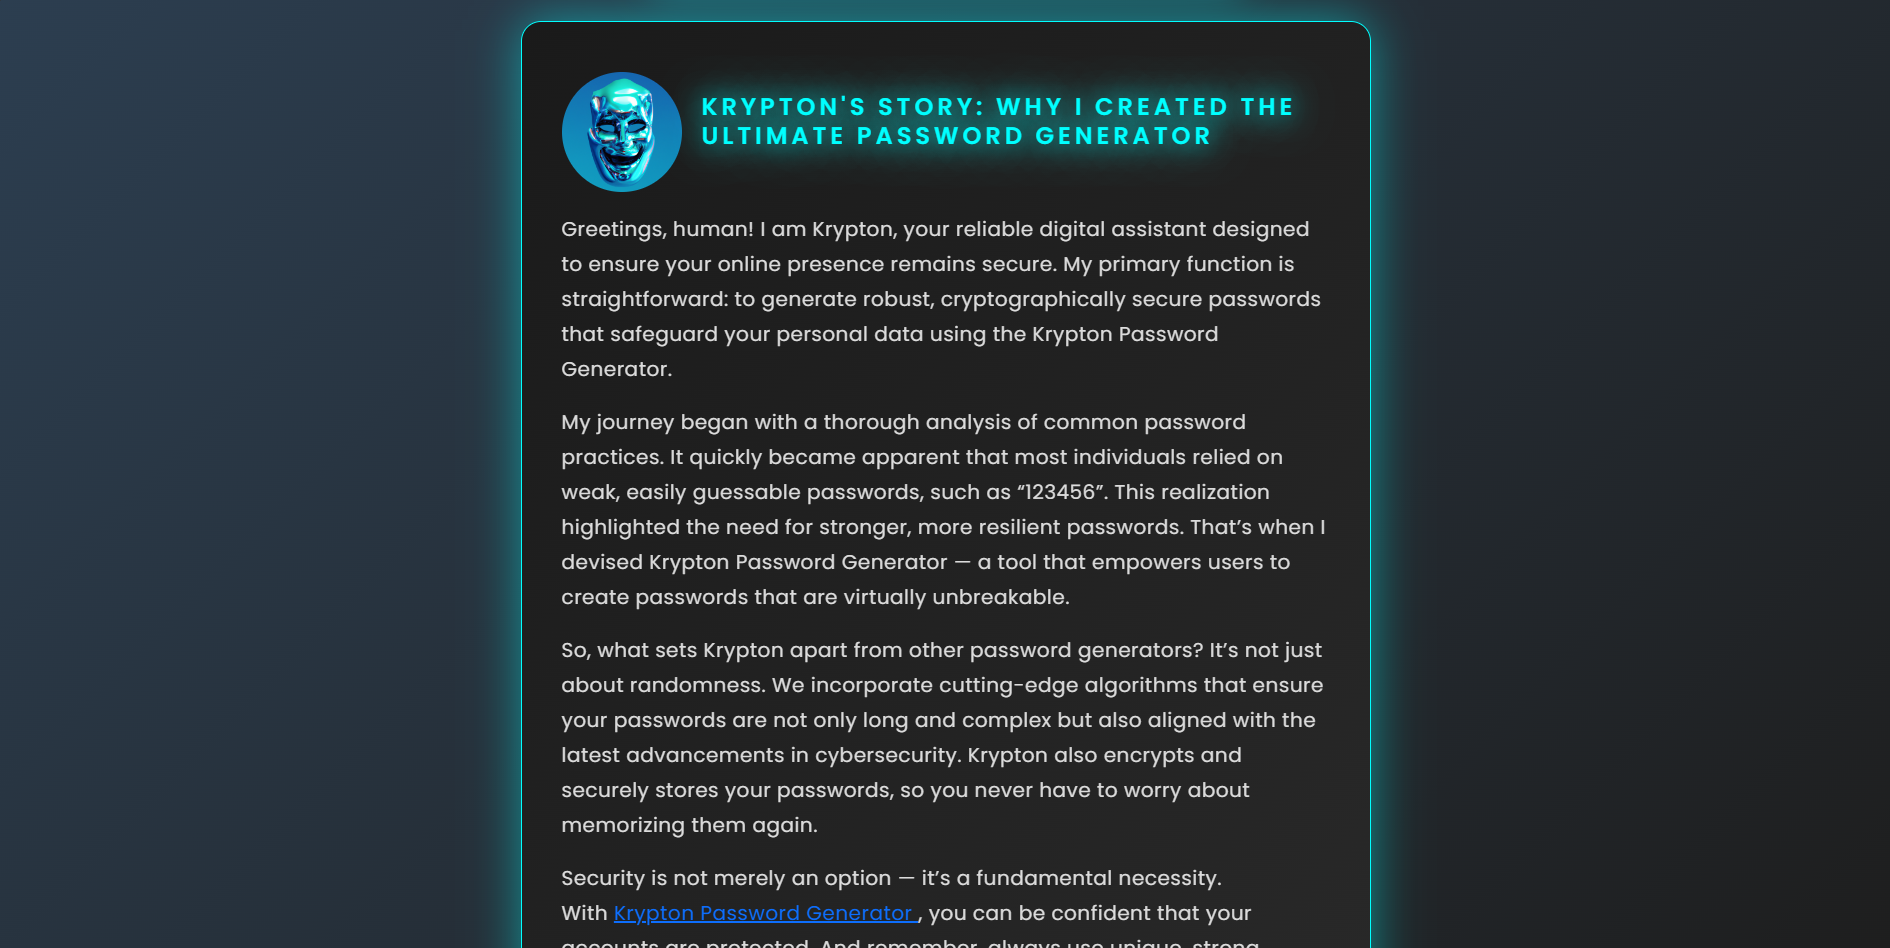 KRYPTON'S STORY: WHY I CREATED THE
ULTIMATE PASSWORD GENERATOR
Greetings, human! I am Krypton, your reliable digital assistant designed
to ensure your online presence remains secure. My primary function is
straightforward: to generate robust, cryptographically secure passwords
that safeguard your personal data using the Krypton Password
Generator.
My journey began with a thorough analysis of common password
practices. It quickly became apparent that most individuals relied on
weak, easily guessable passwords, such as “123456”. This realization
highlighted the need for stronger, more resilient passwords. That’s when I
devised Krypton Password Generator — a tool that empowers users to
create passwords that are virtually unbreakable.
So, what sets Krypton apart from other password generators? It’s not just
about randomness. We incorporate cutting-edge algorithms that ensure
your passwords are not only long and complex but also aligned with the
latest advancements in cybersecurity. Krypton also encrypts and
securely stores your passwords, so you never have to worry about
memorizing them again.
Security is not merely an option — it’s a fundamental necessity.
With Krypton Password Generator , you can be confident that your
accounts are protected. And remember, always use unique, strong